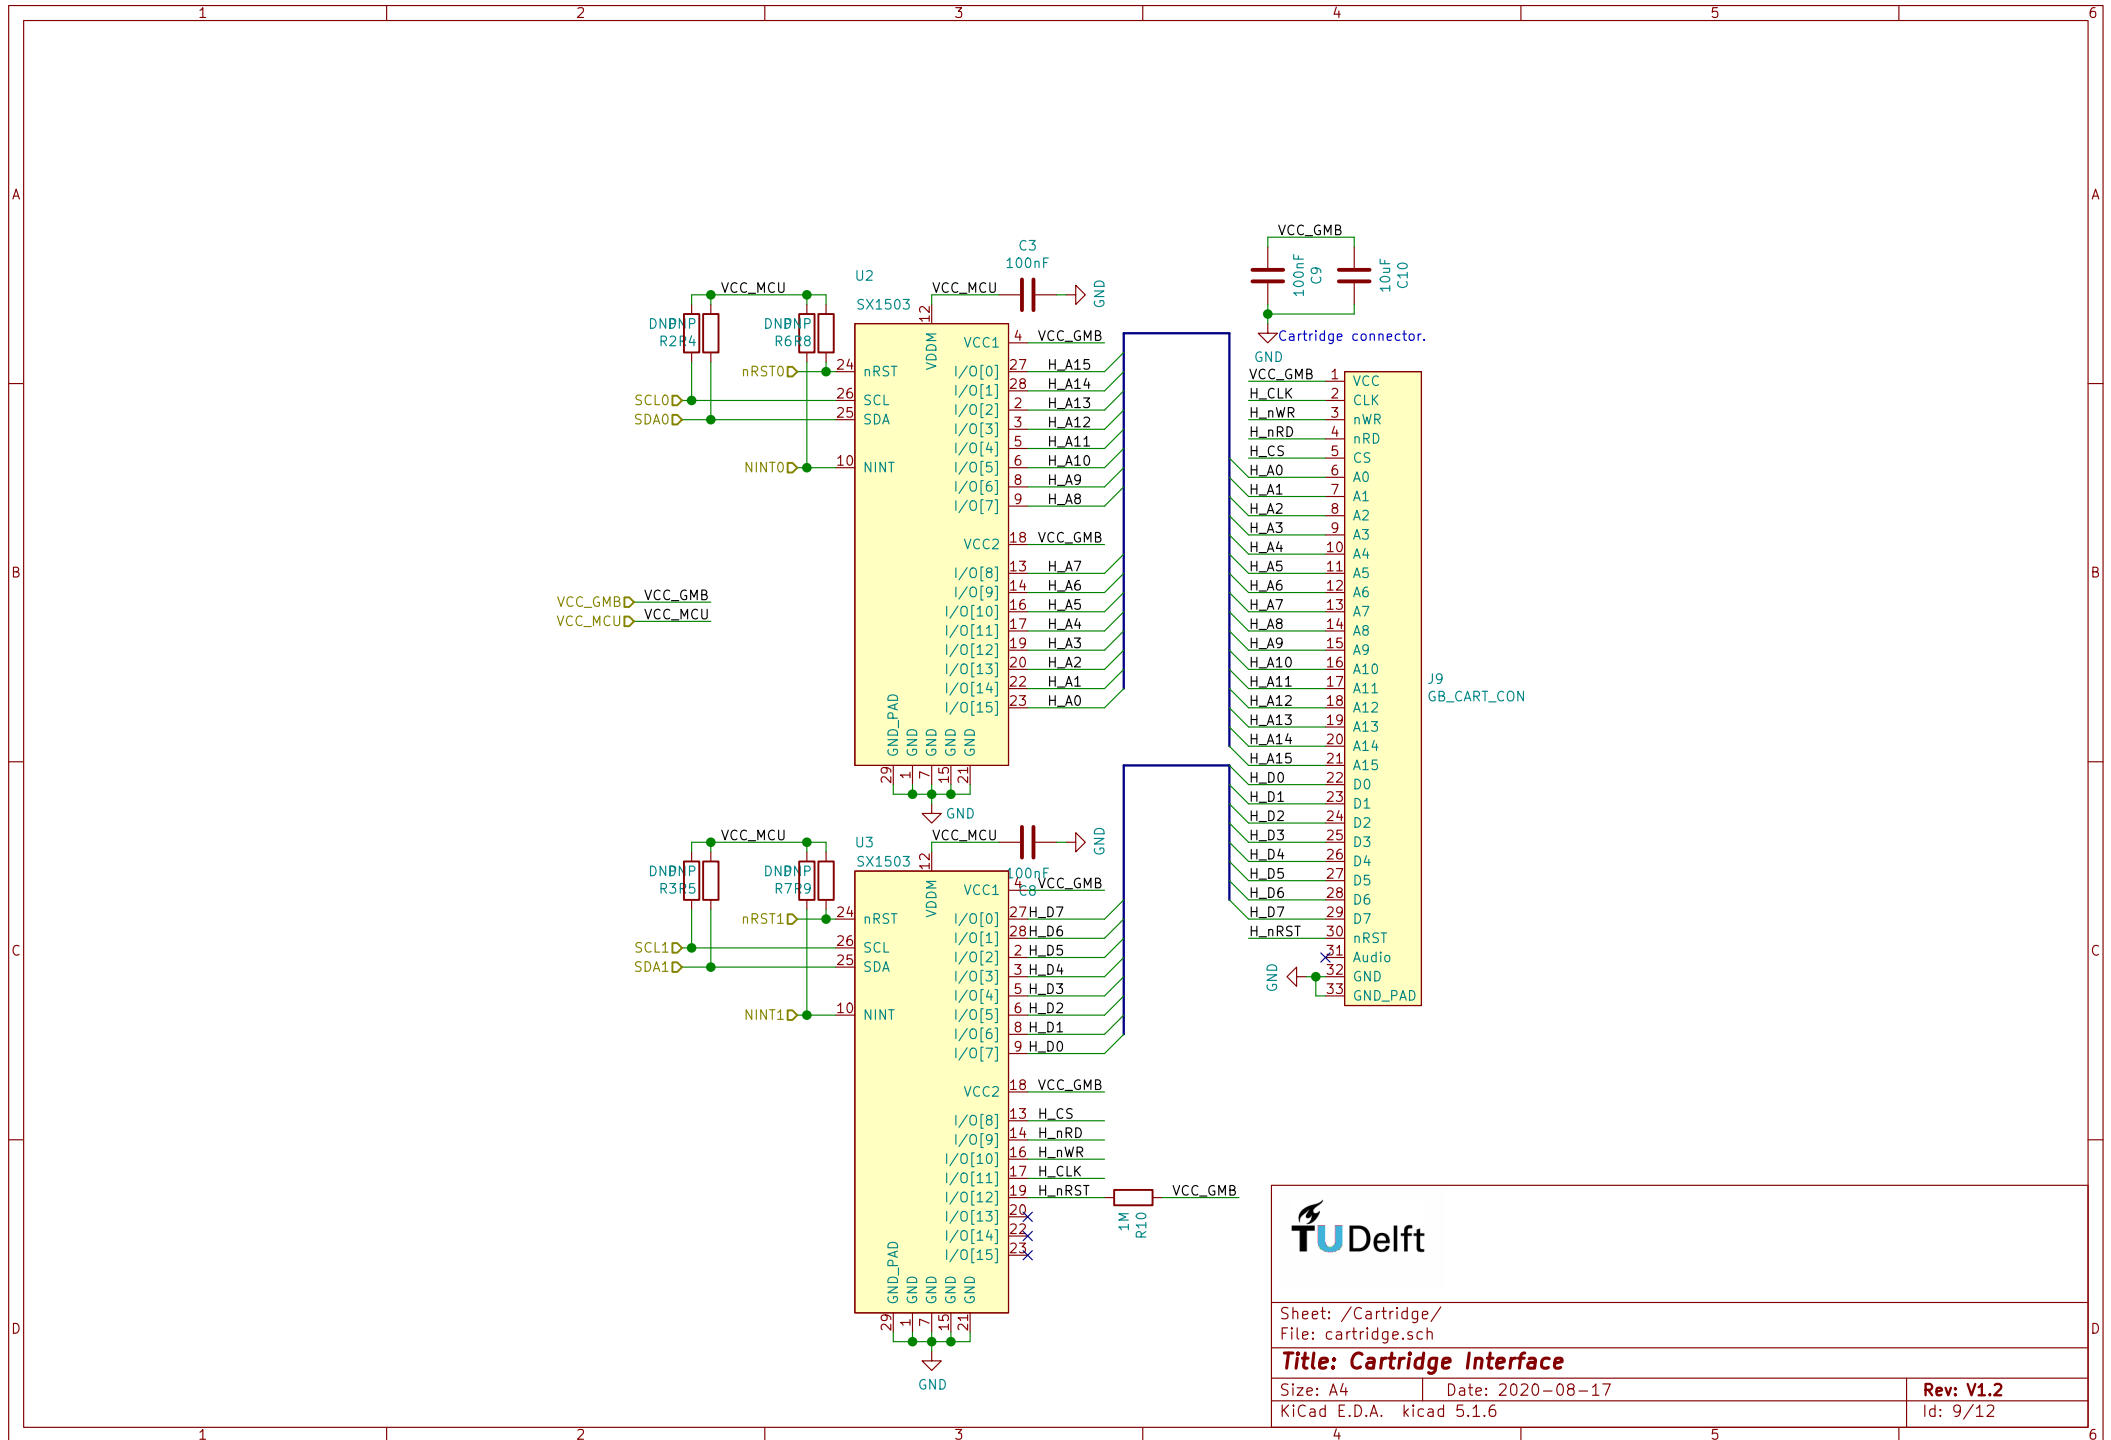 1 2 3 4 5 6
A A
B B
C C
D D
1 2 3 4 5 6
VCC_GMB
100nF
C9
10uF
C10
GND
Cartridge connector.
C3
100nF
VCC_MCU
GND
U2
SX1503
VCC_MCU
DNP DNP
R2 R4
DNP DNP
R6 R8
nRST0
SCL0
SDA0
NINT0
12 VDDM
24 nRST
26 SCL
25 SDA
10 NINT
VCC1 4 VCC_GMB
I/O[0] 27 H_A15
I/O[1] 28 H_A14
I/O[2] 2 H_A13
I/O[3] 3 H_A12
I/O[4] 5 H_A11
I/O[5] 6 H_A10
I/O[6] 8 H_A9
I/O[7] 9 H_A8
VCC2 18 VCC_GMB
I/O[8] 13 H_A7
I/O[9] 14 H_A6
I/O[10] 16 H_A5
I/O[11] 17 H_A4
I/O[12] 19 H_A3
I/O[13] 20 H_A2
I/O[14] 22 H_A1
I/O[15] 23 H_A0
GND_PAD GND GND GND GND
29 1 7 15 21
GND
VCC_GMB VCC_GMB
VCC_MCU VCC_MCU
VCC_MCU
GND
100nF
C8
U3
SX1503
VCC_MCU
DNP DNP
R3 R5
DNP DNP
R7 R9
nRST1
SCL1
SDA1
NINT1
12 VDDM
24 nRST
26 SCL
25 SDA
10 NINT
VCC1 4 VCC_GMB
I/O[0] 27 H_D7
I/O[1] 28 H_D6
I/O[2] 2 H_D5
I/O[3] 3 H_D4
I/O[4] 5 H_D3
I/O[5] 6 H_D2
I/O[6] 8 H_D1
I/O[7] 9 H_D0
VCC2 18 VCC_GMB
I/O[8] 13 H_CS
I/O[9] 14 H_nRD
I/O[10] 16 H_nWR
I/O[11] 17 H_CLK
I/O[12] 19 H_nRST
VCC_GMB
1M
R10
I/O[13] 20
I/O[14] 22
I/O[15] 23
GND_PAD GND GND GND GND
29 1 7 15 21
GND
VCC_GMB 1 VCC
H_CLK 2 CLK
H_nWR 3 nWR
H_nRD 4 nRD
H_CS 5 CS
H_A0 6 A0
H_A1 7 A1
H_A2 8 A2
H_A3 9 A3
H_A4 10 A4
H_A5 11 A5
H_A6 12 A6
H_A7 13 A7
H_A8 14 A8
H_A9 15 A9
H_A10 16 A10
H_A11 17 A11
H_A12 18 A12
H_A13 19 A13
H_A14 20 A14
H_A15 21 A15
H_D0 22 D0
H_D1 23 D1
H_D2 24 D2
H_D3 25 D3
H_D4 26 D4
H_D5 27 D5
H_D6 28 D6
H_D7 29 D7
H_nRST 30 nRST
31 Audio
GND 32 GND
33 GND_PAD
J9
GB_CART_CON
TUDelft
Sheet: /Cartridge/
File: cartridge.sch
Title: Cartridge Interface
Size: A4 Date: 2020-08-17 Rev: V1.2
KiCad E.D.A. kicad 5.1.6 Id: 9/12